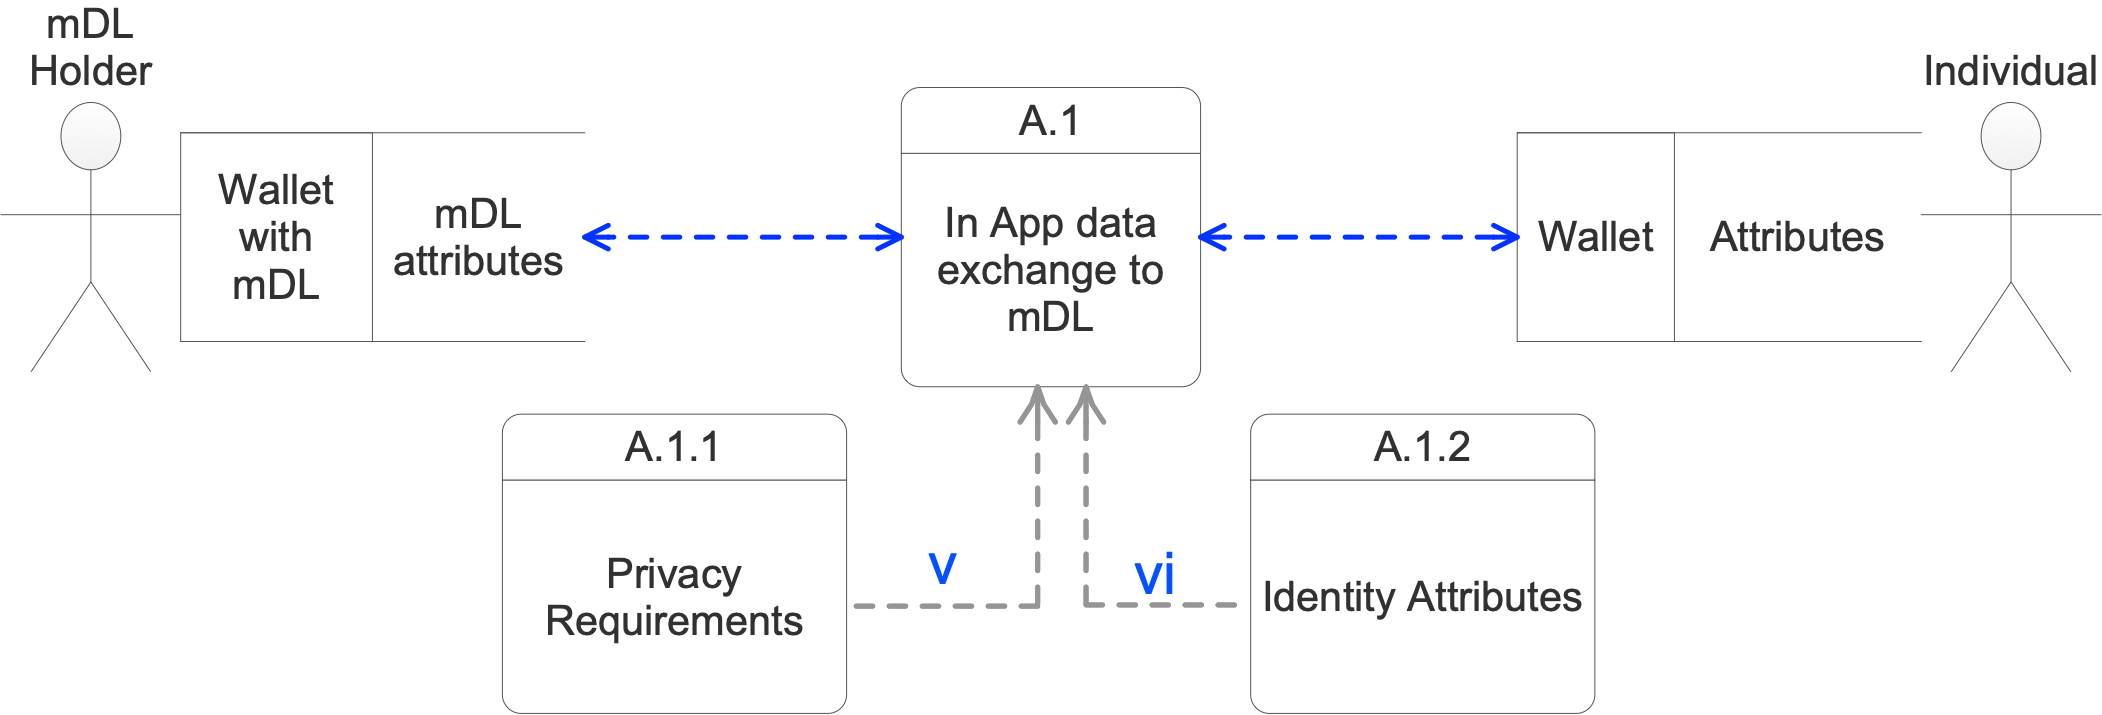 mDL
Holder
Individual
Wallet
with
mDL
mDL
attributes
A.1
In App data
exchange to
mDL
Wallet
Attributes
A.1.1
Privacy
Requirements
v
vi
A.1.2
Identity Attributes